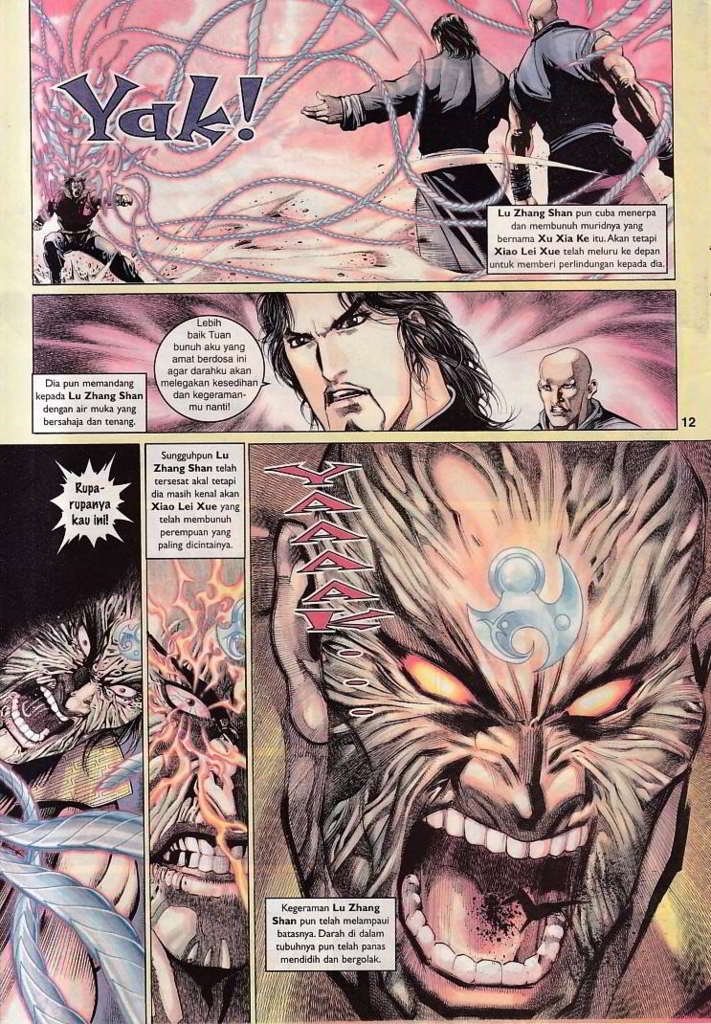 Yak!
Lu Zhang Shan pun cuba menerpa
dan membunuh muridnya yang
bernama Xu Xia Ke itu. Akan tetapi
Xiao Lei Xue telah meluru ke depan
untuk memberi perlindungan kepada dia.
Lebih
baik Tuan
bunuh aku yang
amat berdosa ini
agar darahku akan
melegakan kesedihan
dan kegeraman-
mu nanti!
Dia pun memandang
kepada Lu Zhang Shan
dengan air muka yang
bersahaja dan tenang.
12
Rupa-
rupanya
kau ini!
Sungguhpun Lu
Zhang Shan telah
tersesat akal tetapi
dia masih kenal akan
Xiao Lei Xue yang
telah membunuh
perempuan yang
paling dicintainya.
YAAAAK
Kegeraman Lu Zhang
Shan pun telah melampaui
batasnya. Darah di dalam
tubuhnya pun telah panas
mendidih dan bergolak.